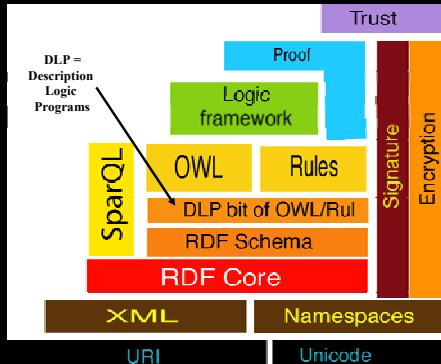 Trust
DLP =
Description
Logic
Programs
Proof
Logic
framework
Signature
Encryption
SparQL
OWL
Rules
DLP bit of OWL/Rul
RDF Schema
RDF Core
XML
Namespaces
URI
Unicode